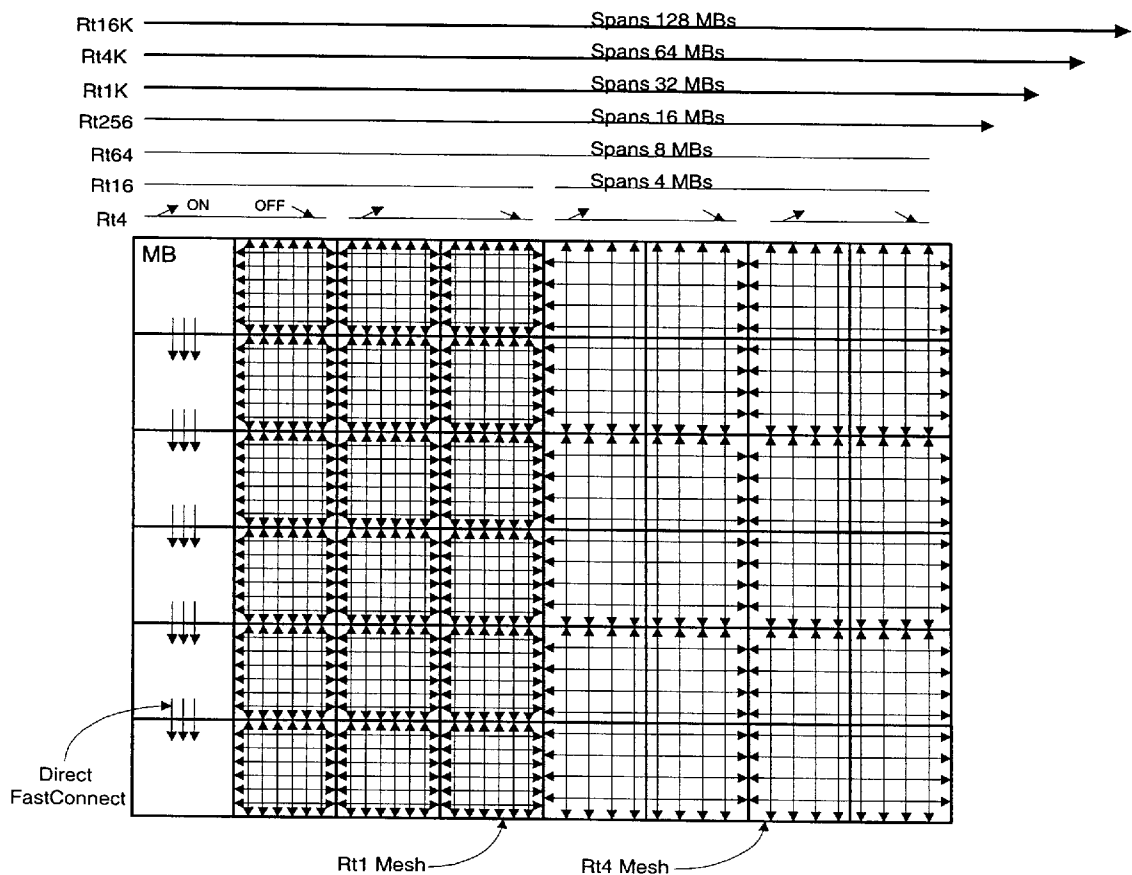 Rt16K Spans 128 MBs
Rt4K Spans 64 MBs
Rt1K Spans 32 MBs
Rt256 Spans 16 MBs
Rt64 Spans 8 MBs
Rt16 Spans 4 MBs
Rt4 ON OFF
MB
Direct
FastConnect
Rt1 Mesh
Rt4 Mesh